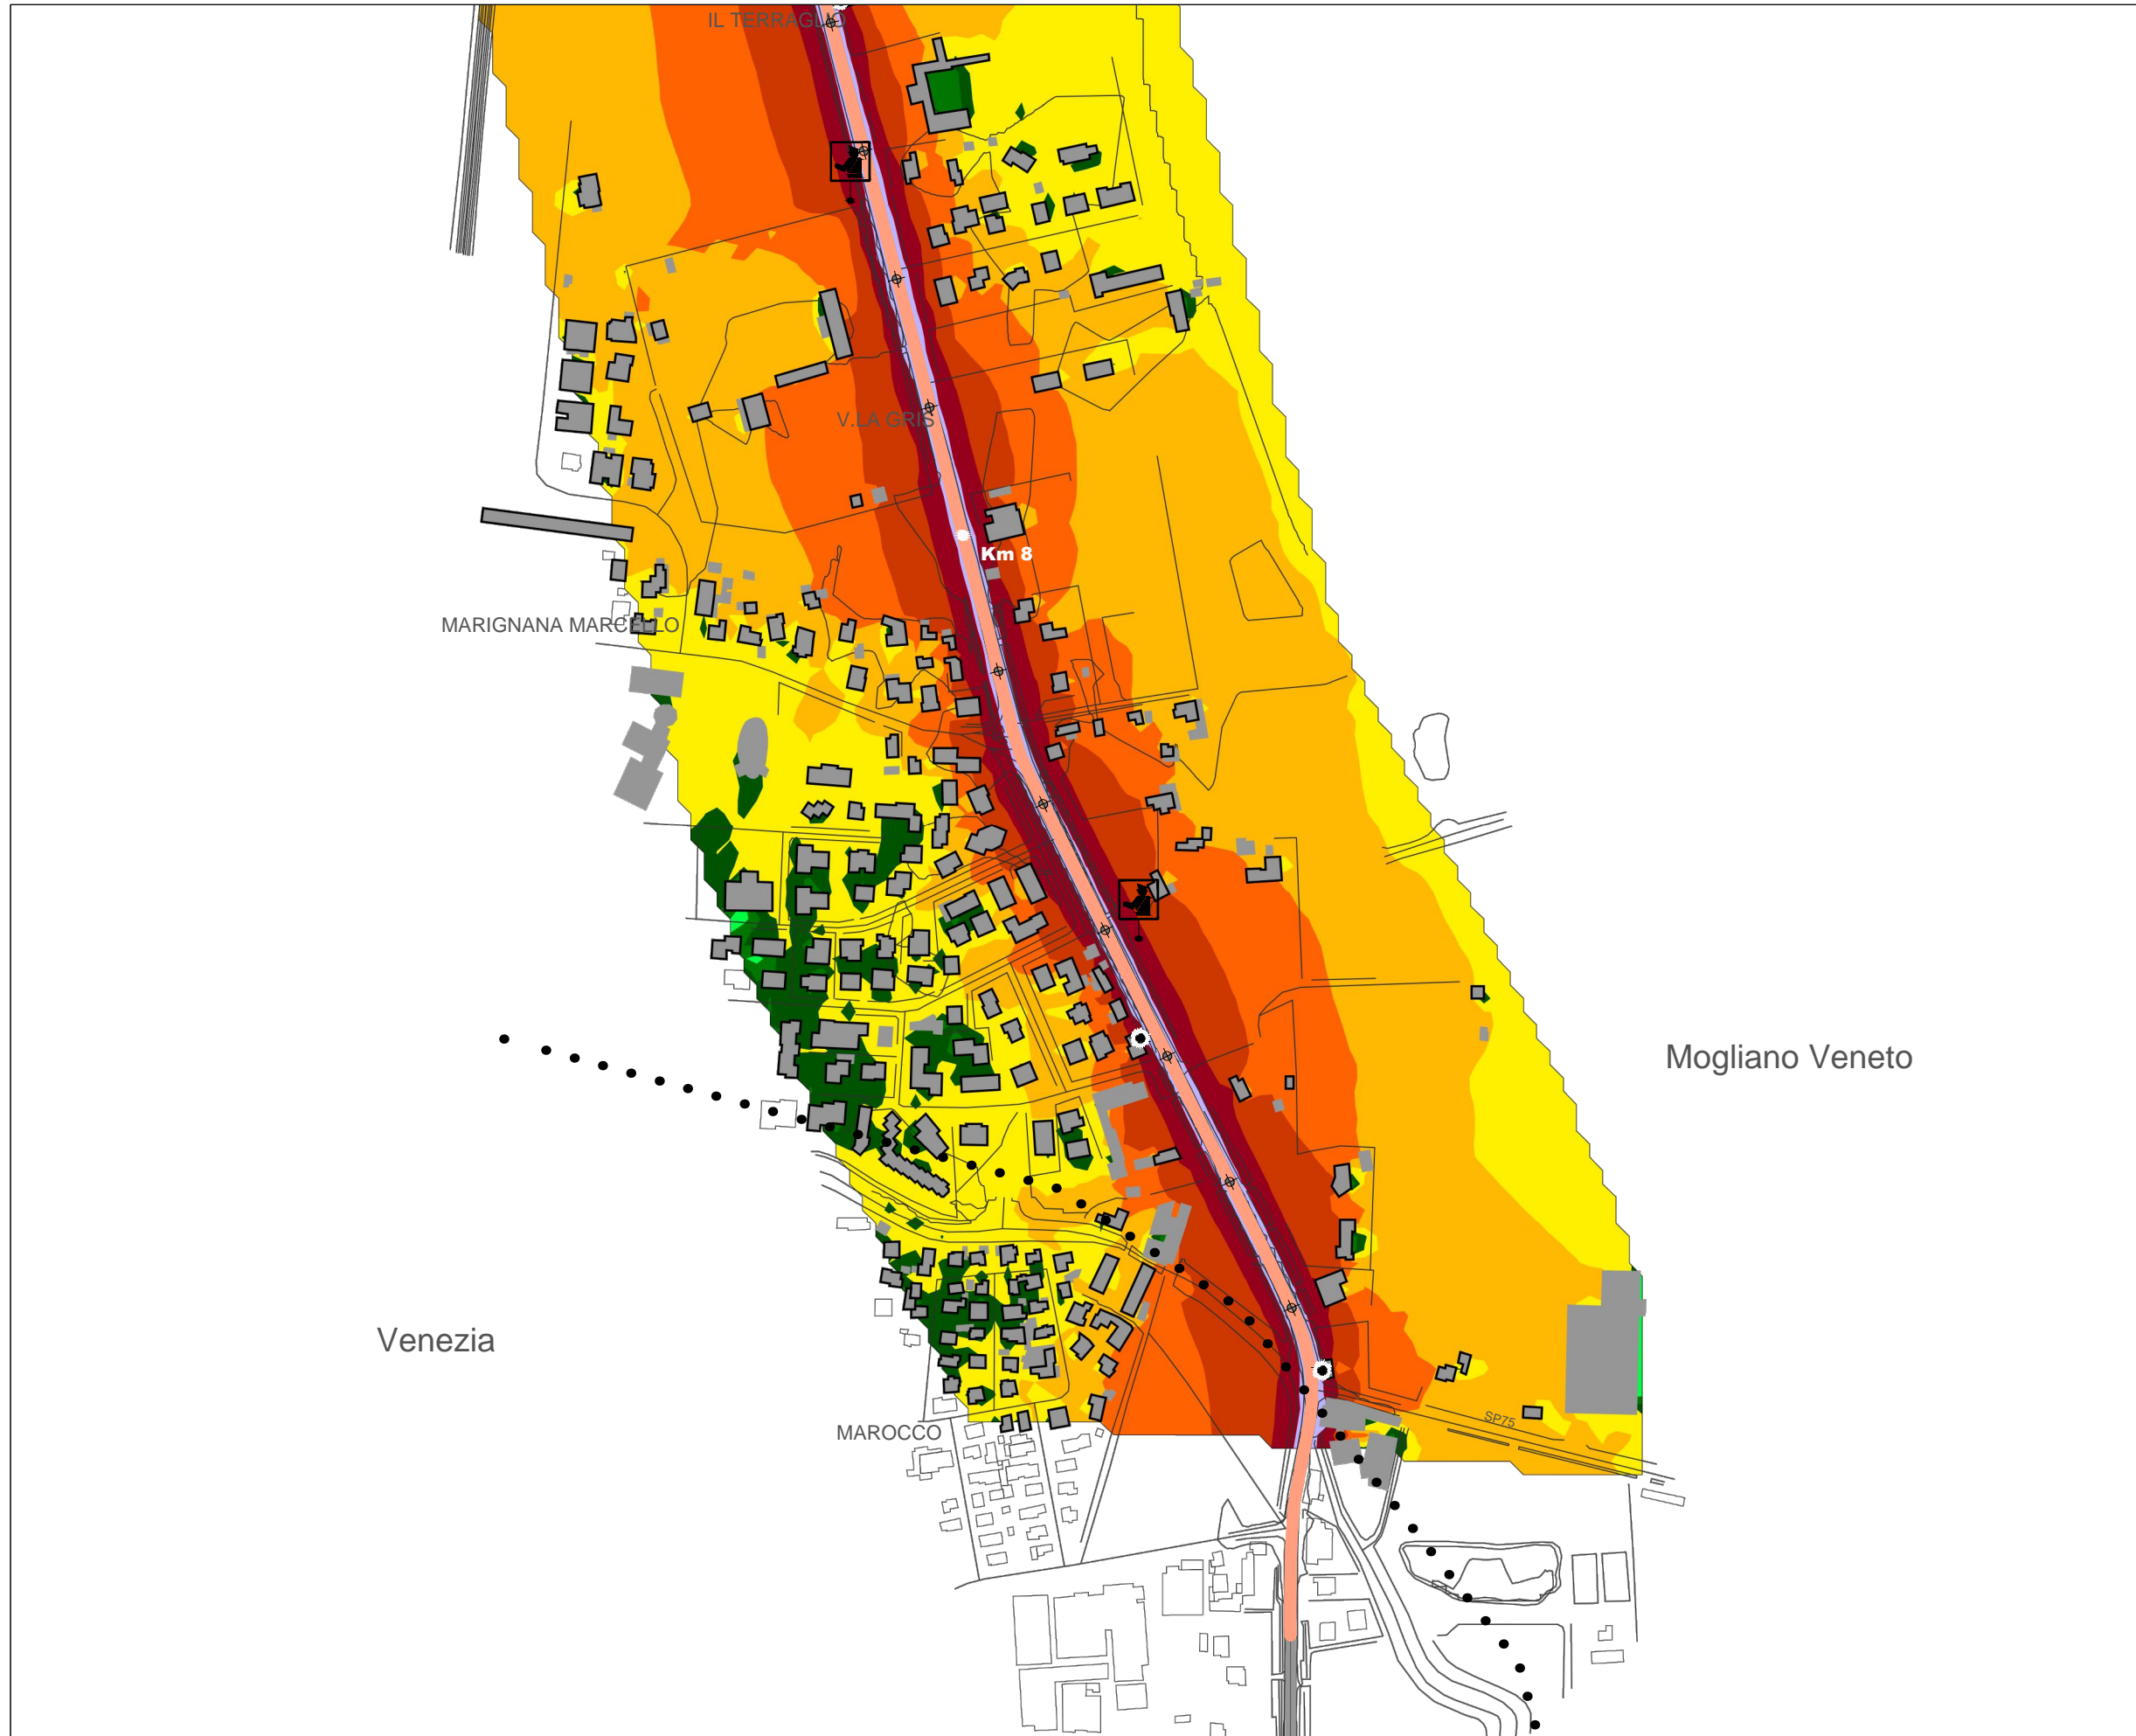 IL TERRAGLIO
V.LA GRIS
Km 8
MARIGNANA MARCELLO
Mogliano Veneto
Venezia
SP75
MAROCCO